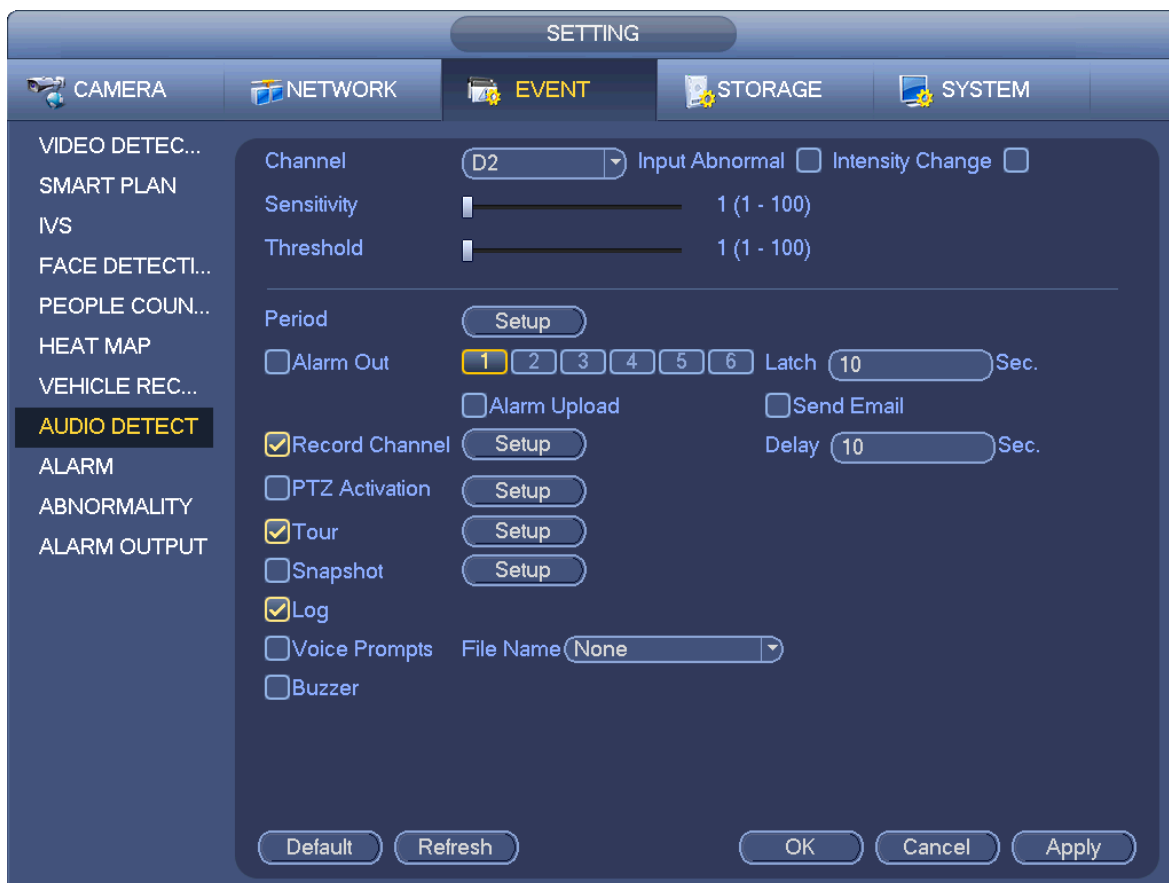 SETTING
CAMERA NETWORK EVENT STORAGE SYSTEM
VIDEO DETEC...
SMART PLAN
IVS
FACE DETECTI...
PEOPLE COUN...
HEAT MAP
VEHICLE REC...
AUDIO DETECT
ALARM
ABNORMALITY
ALARM OUTPUT
Channel D2 Input Abnormal Intensity Change
Sensitivity 1 (1 - 100)
Threshold 1 (1 - 100)
Period Setup
Alarm Out 1 2 3 4 5 6 Latch 10 Sec.
Alarm Upload Send Email
Record Channel Setup Delay 10 Sec.
PTZ Activation Setup
Tour Setup
Snapshot Setup
Log
Voice Prompts File Name None
Buzzer
Default Refresh OK Cancel Apply